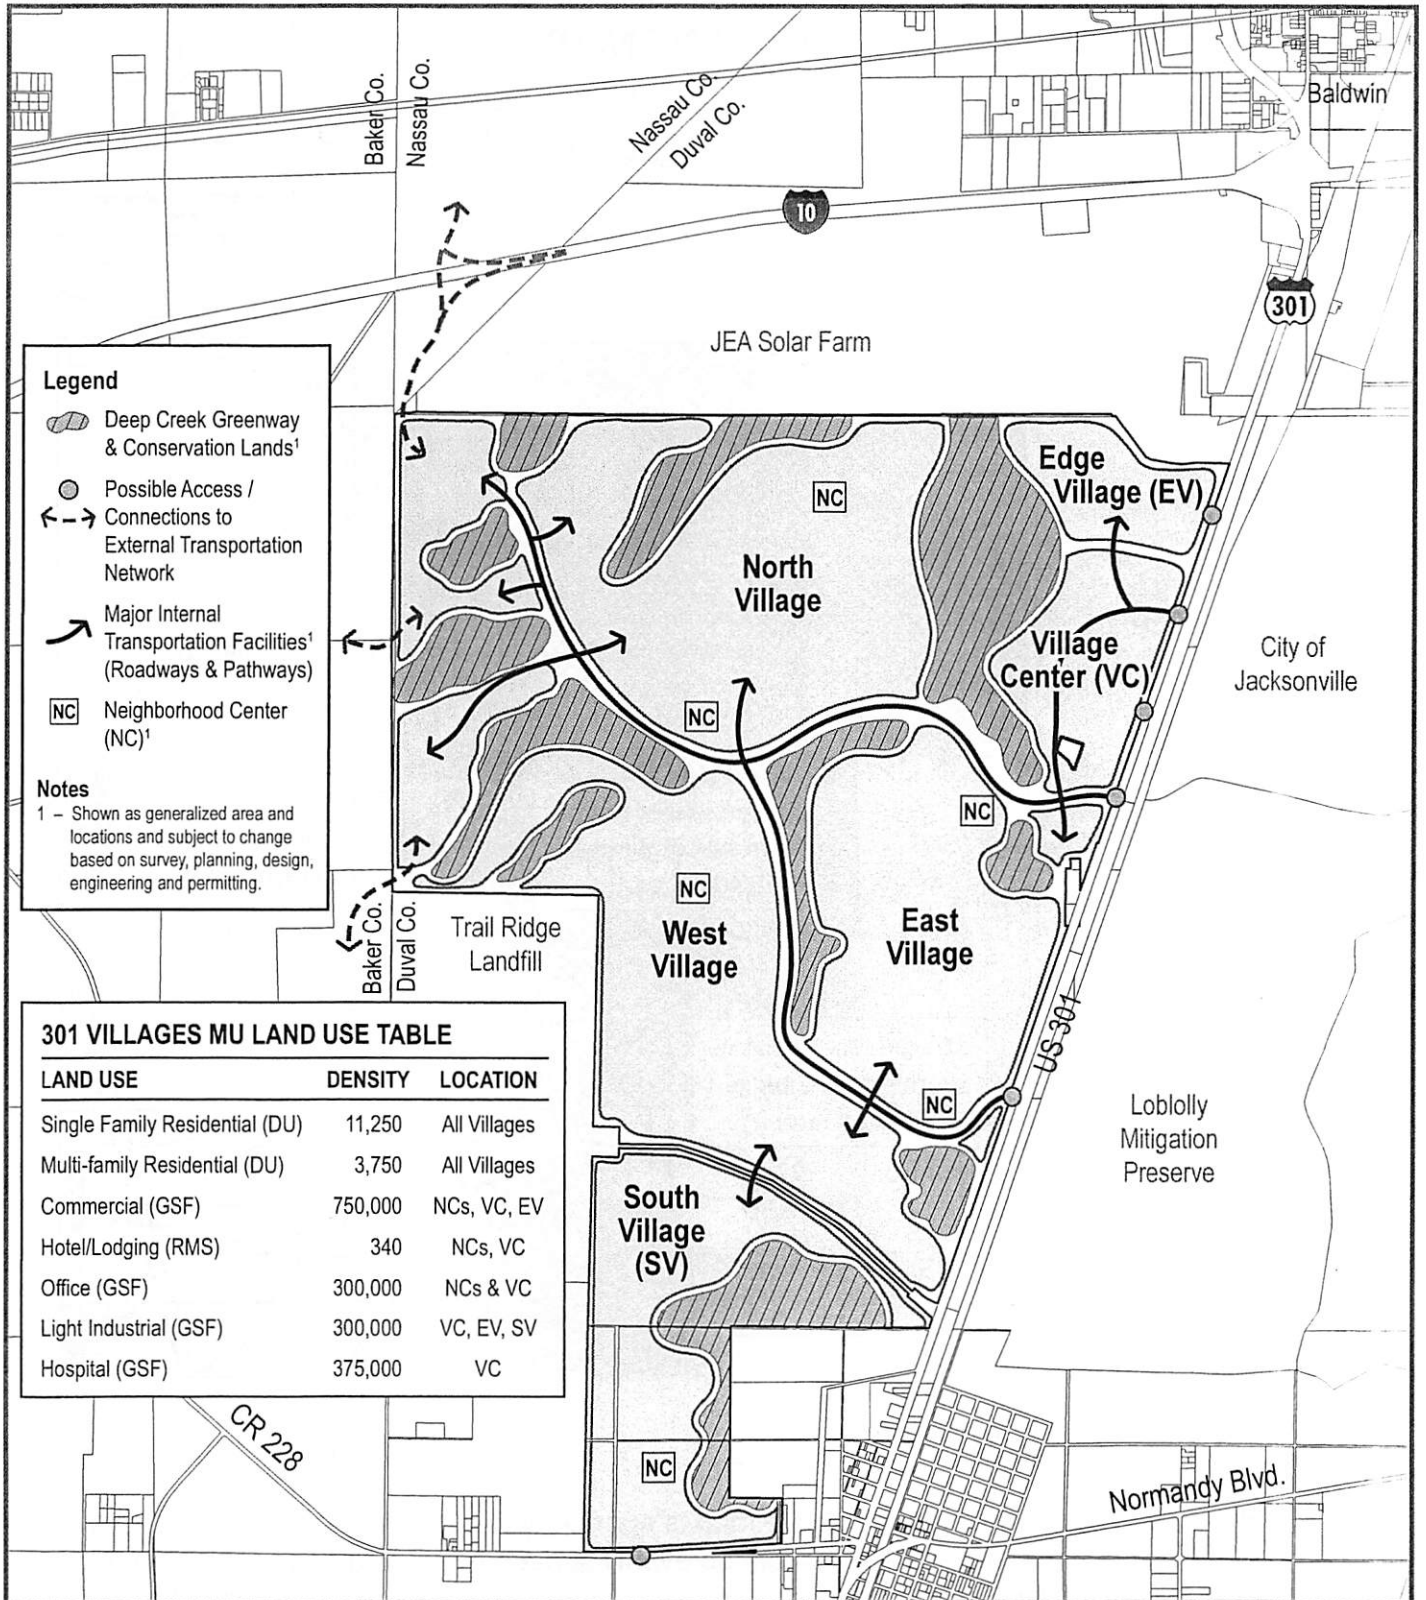 Baldwin
Baker Co.
Nassau Co.
Nassau Co.
Duval Co.
10
301
JEA Solar Farm
Legend
Deep Creek Greenway
& Conservation Lands¹
Possible Access /
Connections to
External Transportation
Network
Major Internal
Transportation Facilities¹
(Roadways & Pathways)
NC
Neighborhood Center
(NC)¹
Notes
1 – Shown as generalized area and
locations and subject to change
based on survey, planning, design,
engineering and permitting.
Edge
Village (EV)
NC
North
Village
Village
Center (VC)
City of
Jacksonville
NC
NC
NC
West
Village
East
Village
Trail Ridge
Landfill
Baker Co.
Duval Co.
US 301
NC
Loblolly
Mitigation
Preserve
South
Village
(SV)
301 VILLAGES MU LAND USE TABLE
LAND USE DENSITY LOCATION
Single Family Residential (DU) 11,250 All Villages
Multi-family Residential (DU) 3,750 All Villages
Commercial (GSF) 750,000 NCs, VC, EV
Hotel/Lodging (RMS) 340 NCs, VC
Office (GSF) 300,000 NCs & VC
Light Industrial (GSF) 300,000 VC, EV, SV
Hospital (GSF) 375,000 VC
CR 228
NC
Normandy Blvd.